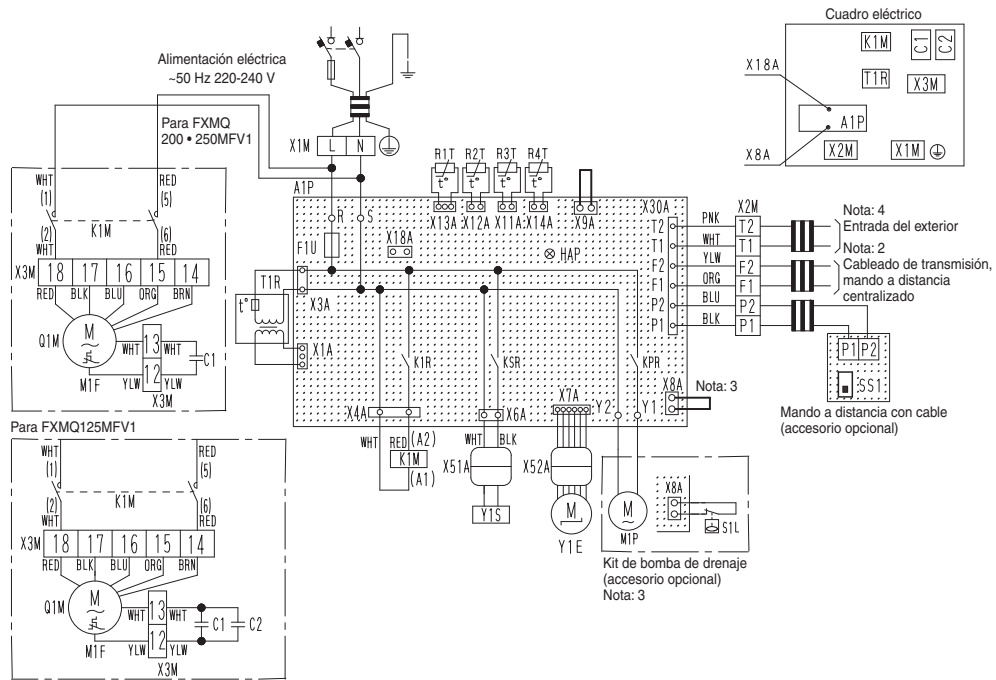 Cuadro eléctrico
K1M
C1
C2
X18A
T1R
X3M
A1P
X8A
X2M
X1M
Alimentación eléctrica
~50 Hz 220-240 V
Para FXMQ
200 • 250MFV1
X1M L N
WHT
(1)
RED
(5)
K1M
(2)
WHT
(6)
RED
X3M 18 17 16 15 14
RED BLK BLU ORG BRN
Q1M
M
~
M1F
WHT 13 WHT
C1
YLW 12 YLW
X3M
R1T R2T R3T R4T
t° t° t° t°
X13A X12A X11A X14A
X9A
A1P
R
S
F1U
X18A
HAP
X30A
X2M
T2 PNK T2
T1 WHT T1
F2 YLW F2
F1 ORG F1
P2 BLU P2
P1 BLK P1
Nota: 4
Entrada del exterior
Nota: 2
Cableado de transmisión,
mando a distancia
centralizado
P1 P2
SS1
Mando a distancia con cable
(accesorio opcional)
T1R
t°
X3A
X1A
K1R
KSR
KPR
X8A
Nota: 3
X4A
X6A
X7A
Y2
Y1
WHT RED (A2)
K1M
(A1)
WHT BLK
X51A
Y1S
X52A
M
Y1E
M
~
M1P
X8A
S1L
Kit de bomba de drenaje
(accesorio opcional)
Nota: 3
Para FXMQ125MFV1
WHT
(1)
RED
(5)
K1M
(2)
WHT
(6)
RED
X3M 18 17 16 15 14
RED BLK BLU ORG BRN
Q1M
M
~
M1F
WHT 13 WHT
C1 C2
YLW 12 YLW
X3M